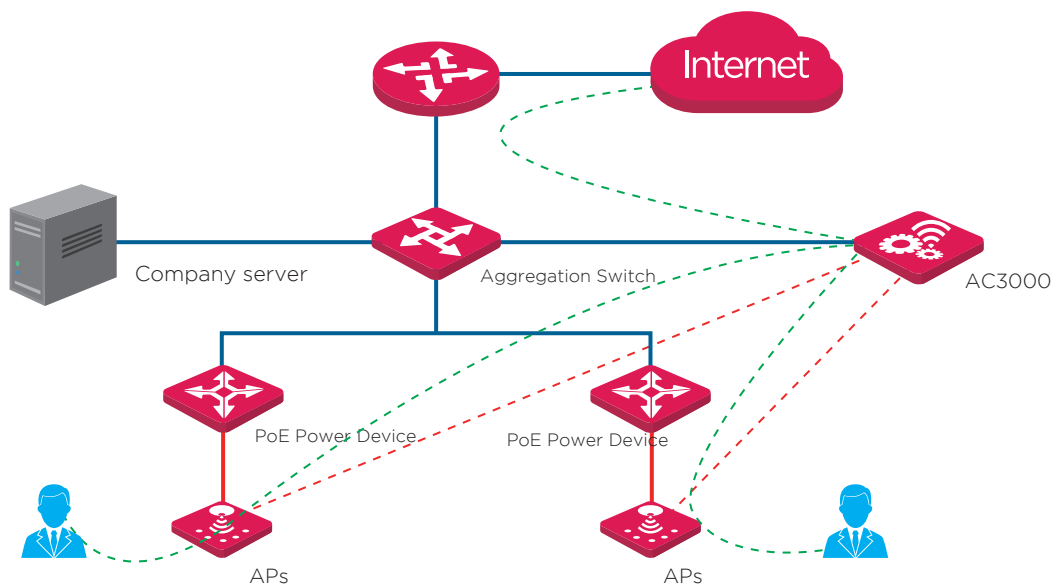 Internet
Company server
Aggregation Switch
AC3000
PoE Power Device
PoE Power Device
APs
APs